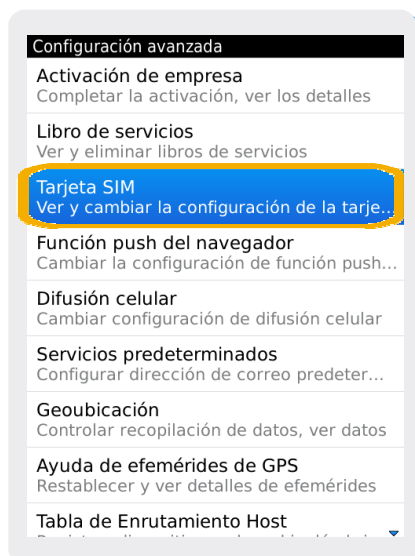 Configuración avanzada
Activación de empresa
Completar la activación, ver los detalles
Libro de servicios
Ver y eliminar libros de servicios
Tarjeta SIM
Ver y cambiar la configuración de la tarje...
Función push del navegador
Cambiar la configuración de función push...
Difusión celular
Cambiar configuración de difusión celular
Servicios predeterminados
Configurar dirección de correo predeter...
Geoubicación
Controlar recopilación de datos, ver datos
Ayuda de efemérides de GPS
Restablecer y ver detalles de efemérides
Tabla de Enrutamiento Host